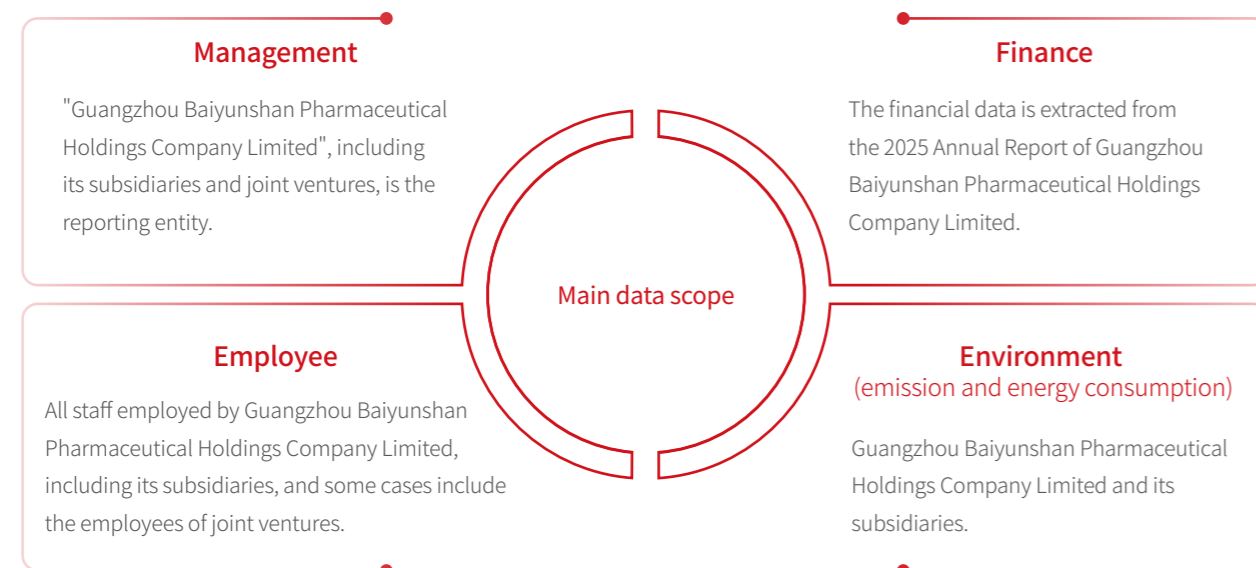 Management
"Guangzhou Baiyunshan Pharmaceutical
Holdings Company Limited", including
its subsidiaries and joint ventures, is the
reporting entity.
Finance
The financial data is extracted from
the 2025 Annual Report of Guangzhou
Baiyunshan Pharmaceutical Holdings
Company Limited.
Main data scope
Employee
All staff employed by Guangzhou Baiyunshan
Pharmaceutical Holdings Company Limited,
including its subsidiaries, and some cases include
the employees of joint ventures.
Environment
(emission and energy consumption)
Guangzhou Baiyunshan Pharmaceutical
Holdings Company Limited and its
subsidiaries.